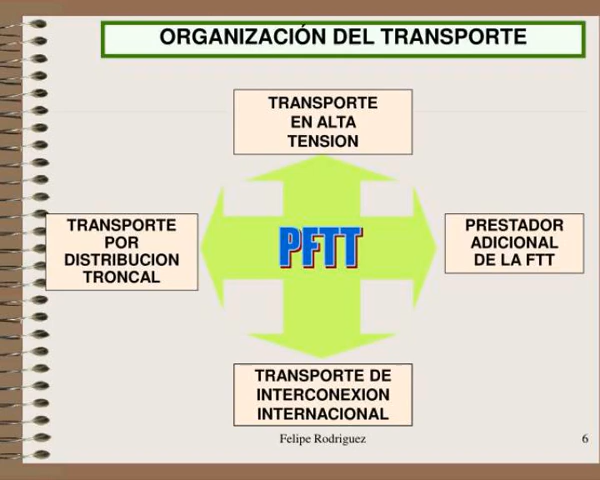 ORGANIZACIÓN DEL TRANSPORTE
TRANSPORTE
EN ALTA
TENSION
TRANSPORTE
POR
DISTRIBUCION
TRONCAL
PFTT
PRESTADOR
ADICIONAL
DE LA FTT
TRANSPORTE DE
INTERCONEXION
INTERNACIONAL
Felipe Rodriguez
6